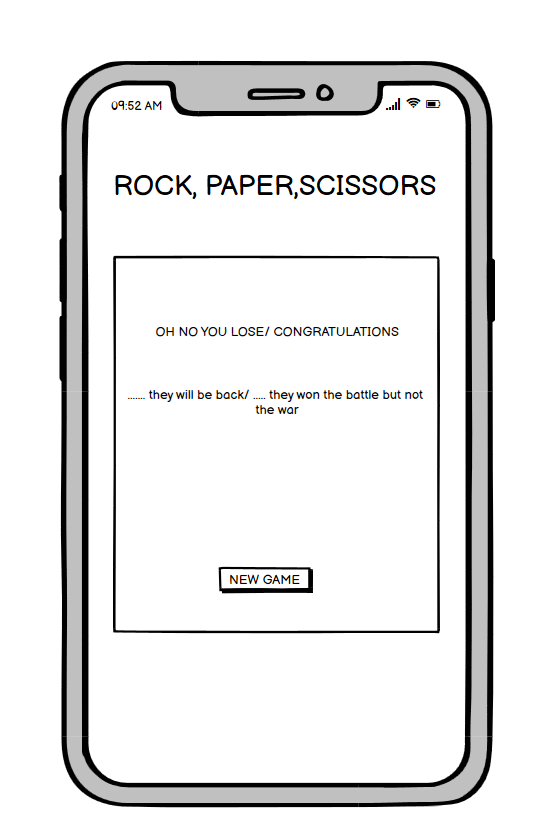 09:52 AM
ROCK, PAPER,SCISSORS
OH NO YOU LOSE/ CONGRATULATIONS
....... they will be back/ ..... they won the battle but not
the war
NEW GAME